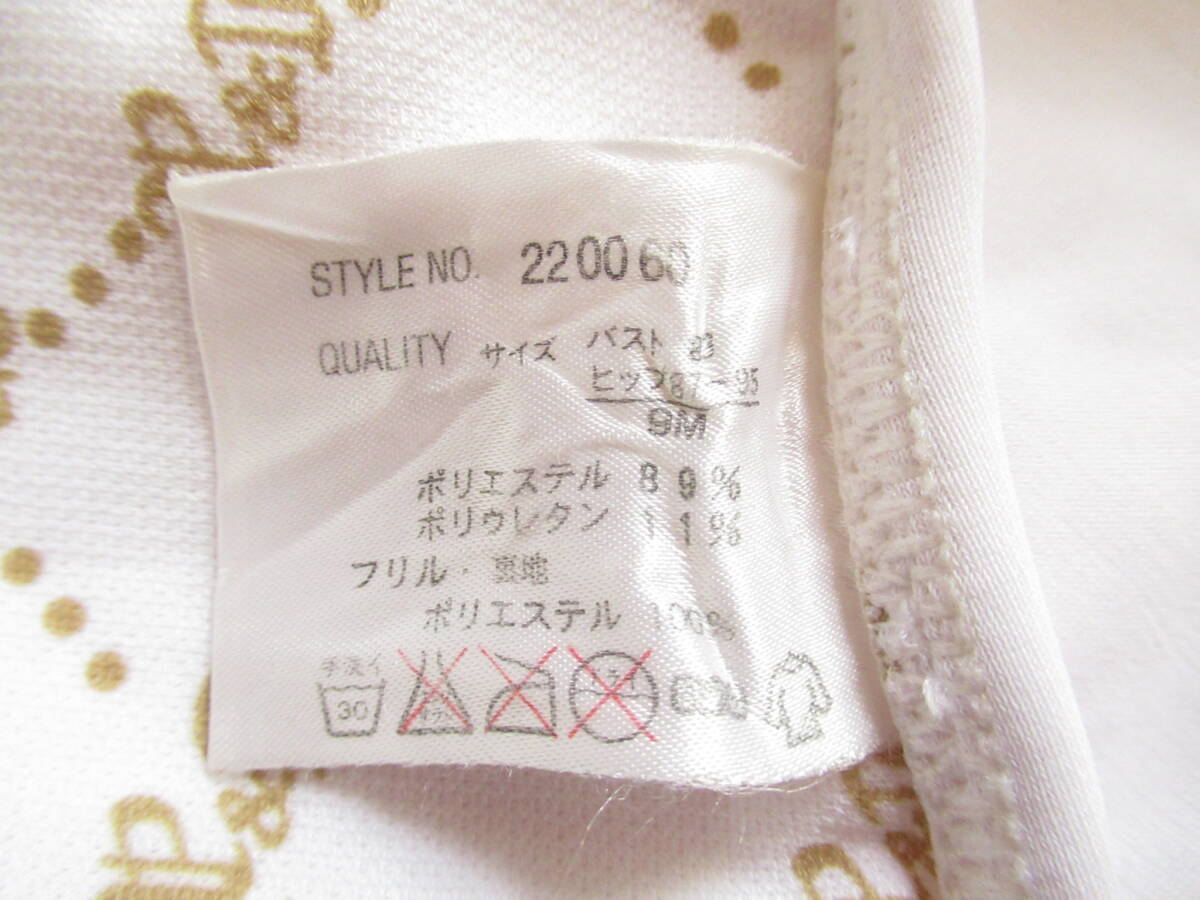 STYLE NO. 220060
QUALITY サイズ バスト 83
ヒップ87-95
9M
ポリエステル 89%
ポリウレタン 11%
フリル・裏地
ポリエステル 100%
手洗イ
30